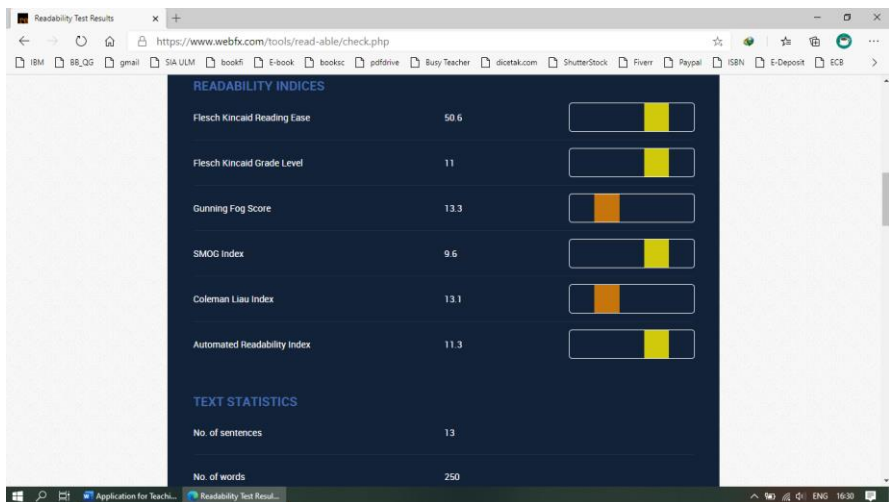 Readability Test Results
https://www.webfx.com/tools/read-able/check.php
IBM BB_QG gmail SIA ULM bookfi E-book booksc pdfdrive Busy Teacher dicetak.com ShutterStock Fiverr Paypal ISBN E-Deposit ECB
READABILITY INDICES
Flesch Kincaid Reading Ease 50.6
Flesch Kincaid Grade Level 11
Gunning Fog Score 13.3
SMOG Index 9.6
Coleman Liau Index 13.1
Automated Readability Index 11.3
TEXT STATISTICS
No. of sentences 13
No. of words 250
Application for Teachi... Readability Test Resul... ENG 16:30